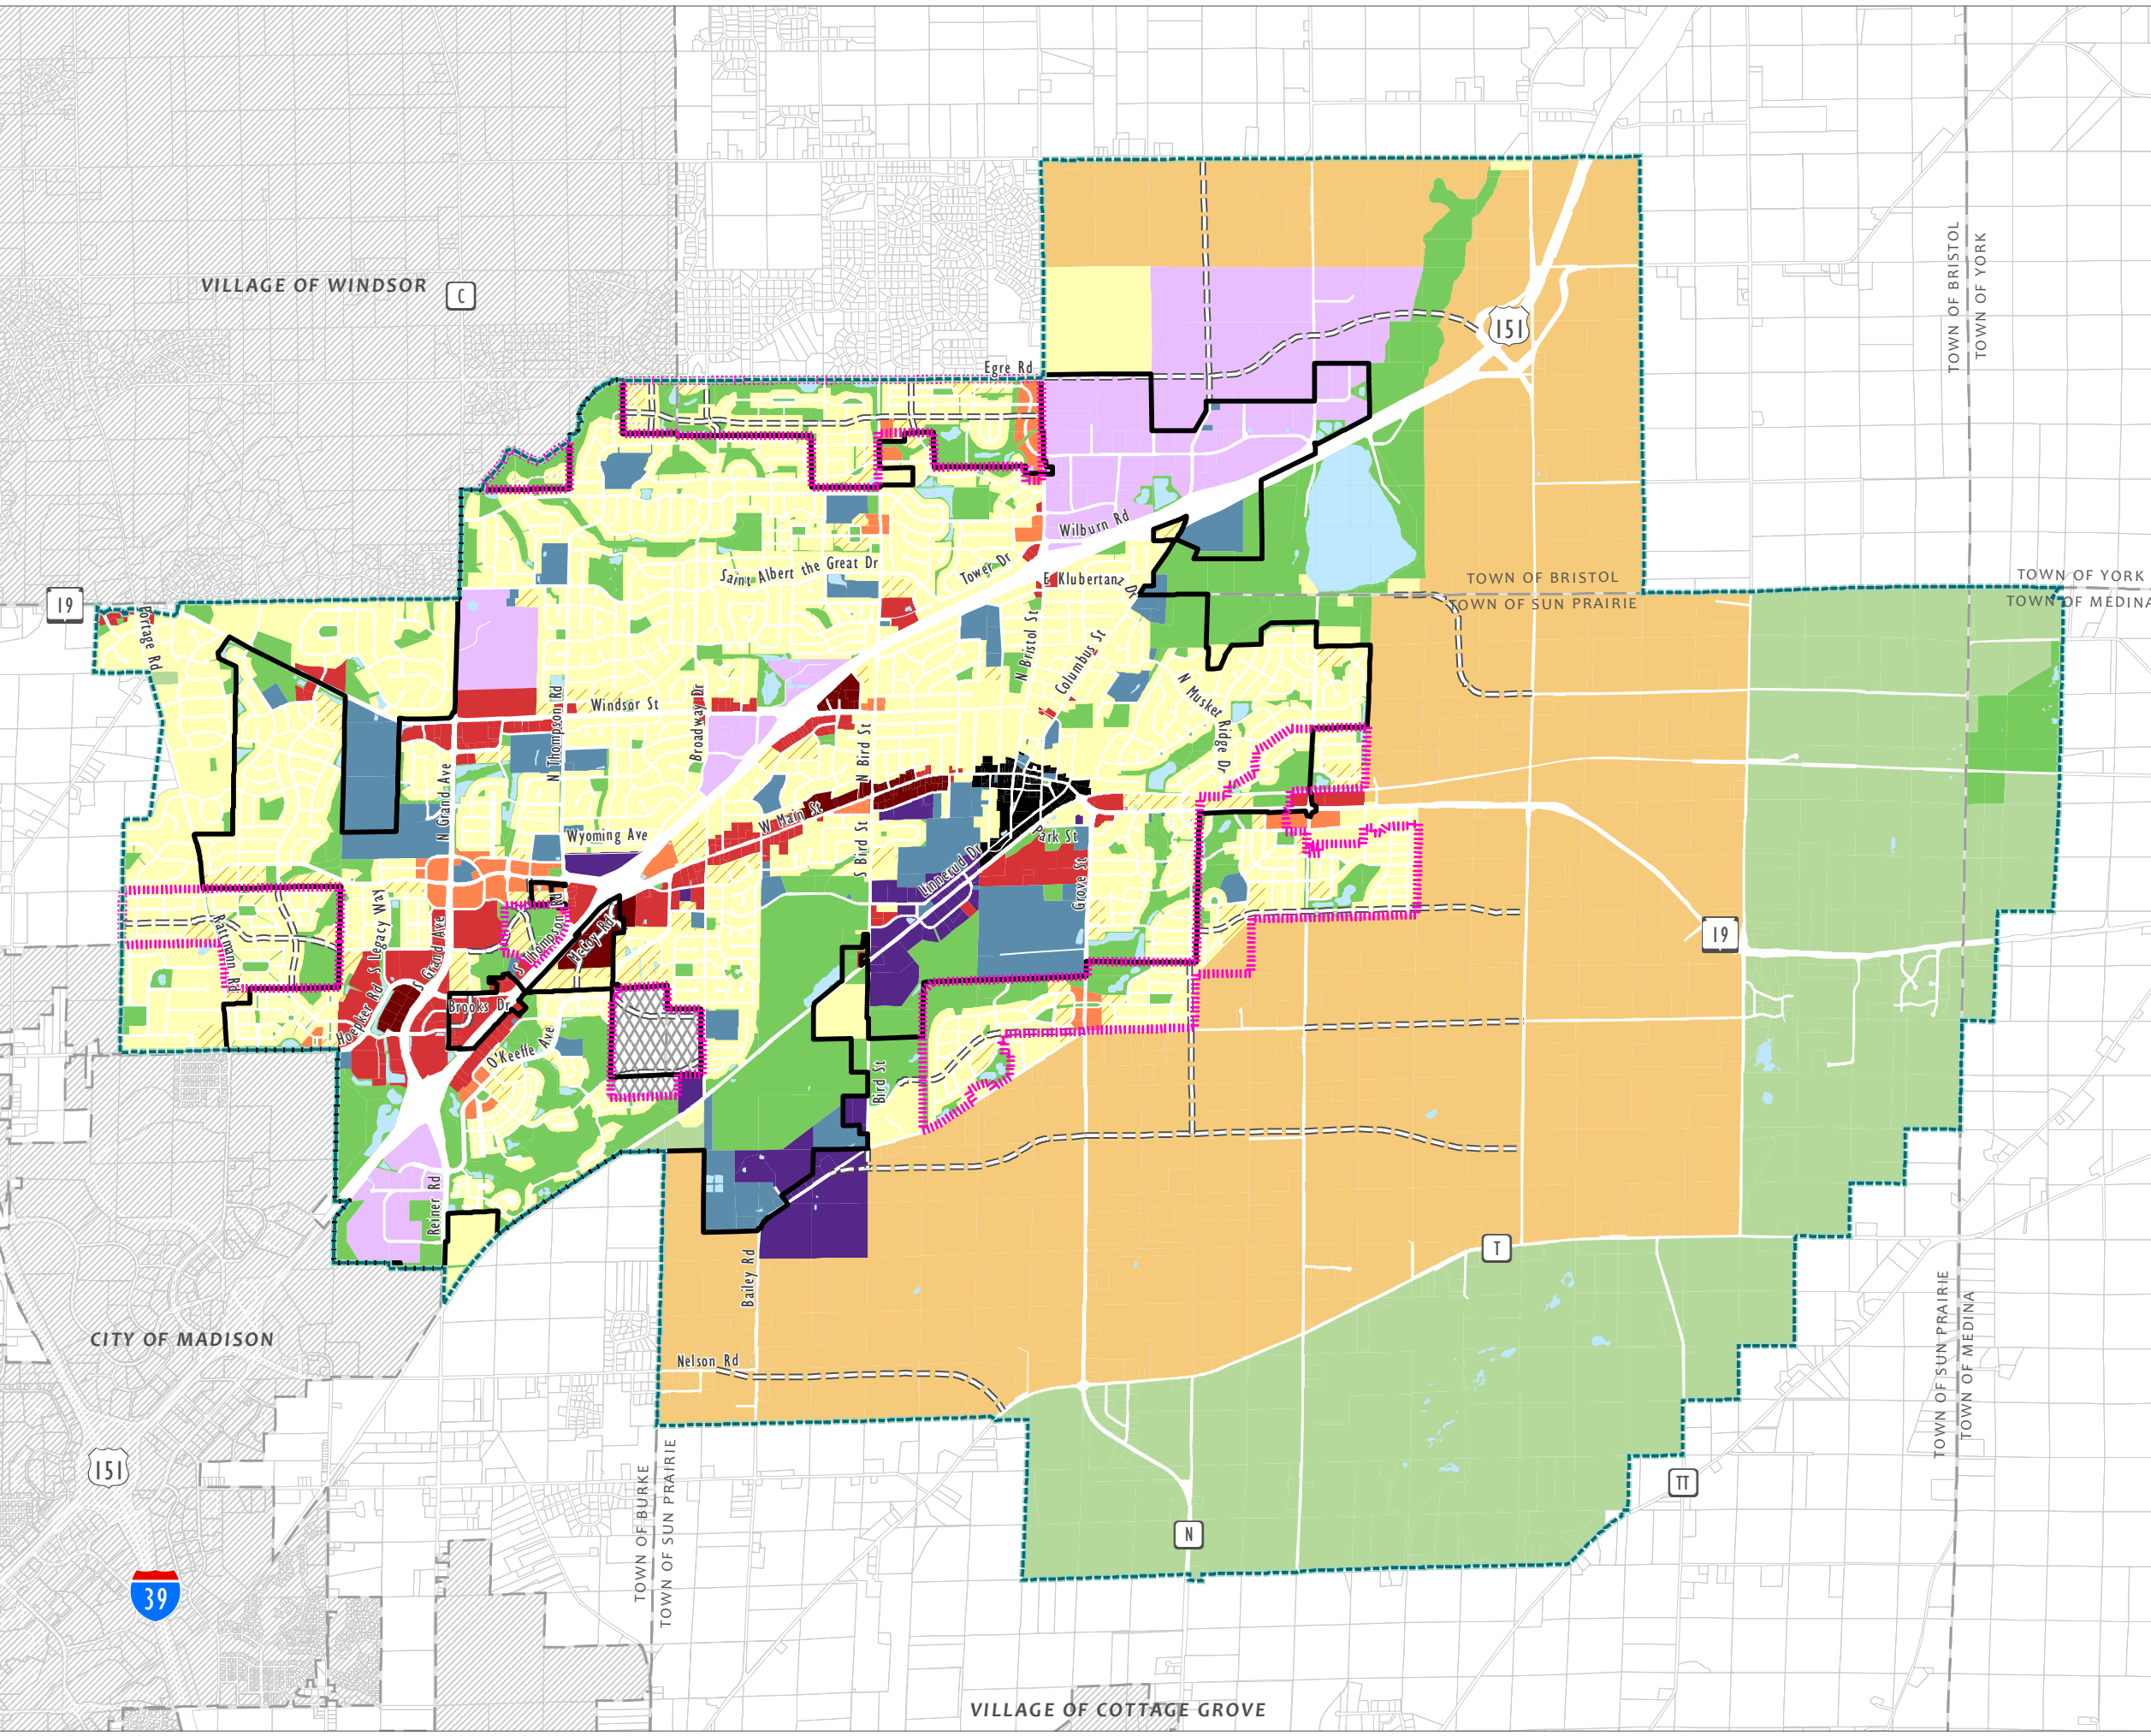 VILLAGE OF WINDSOR
C
TOWN OF BRISTOL
TOWN OF YORK
151
Egre Rd
Wilburn Rd
Saint Albert the Great Dr
Tower Dr
E Klubertanz Dr
TOWN OF BRISTOL
TOWN OF SUN PRAIRIE
TOWN OF YORK
TOWN OF MEDINA
19
Portage Rd
N Bristol St
Columbus St
N Musket Ridge Dr
Windsor St
N Thompson Rd
Broadway Dr
N Bird St
N Grand Ave
W Main St
Wyoming Ave
S Bird St
Park St
Linnerud Dr
Grove St
Rattmann Rd
S Legacy Way
S Grand Ave
S Thompson Rd
McCoy Rd
19
Hoepker Rd
Brooks Dr
O'Keeffe Ave
Bird St
Reiner Rd
Bailey Rd
T
CITY OF MADISON
Nelson Rd
TOWN OF SUN PRAIRIE
TOWN OF MEDINA
151
TOWN OF BURKE
TOWN OF SUN PRAIRIE
TT
N
39
VILLAGE OF COTTAGE GROVE